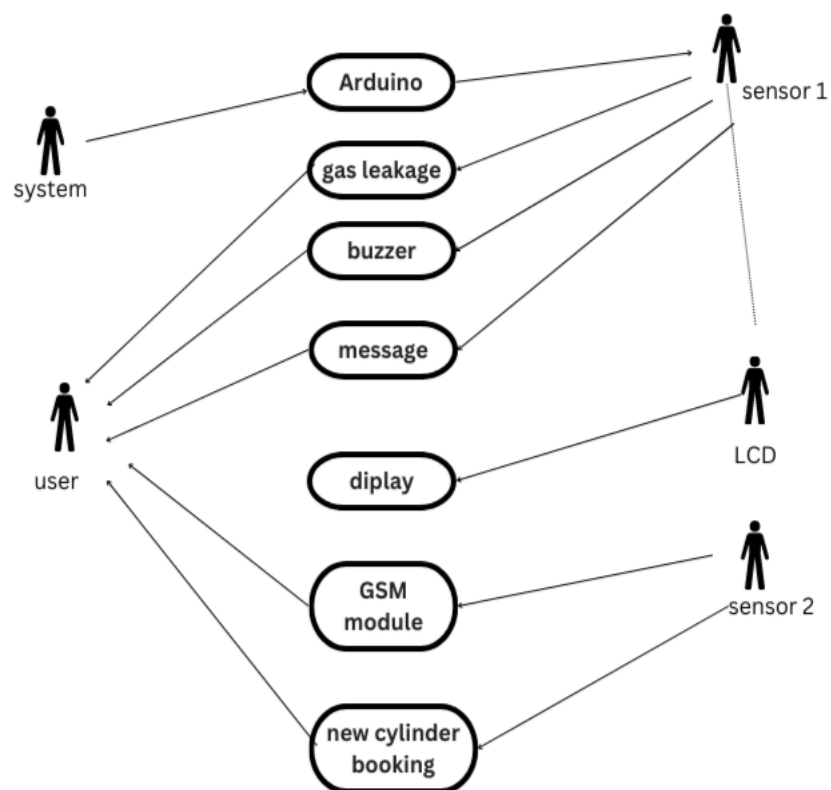 Arduino
sensor 1
system
gas leakage
buzzer
message
user
diplay
LCD
GSM
module
sensor 2
new cylinder
booking